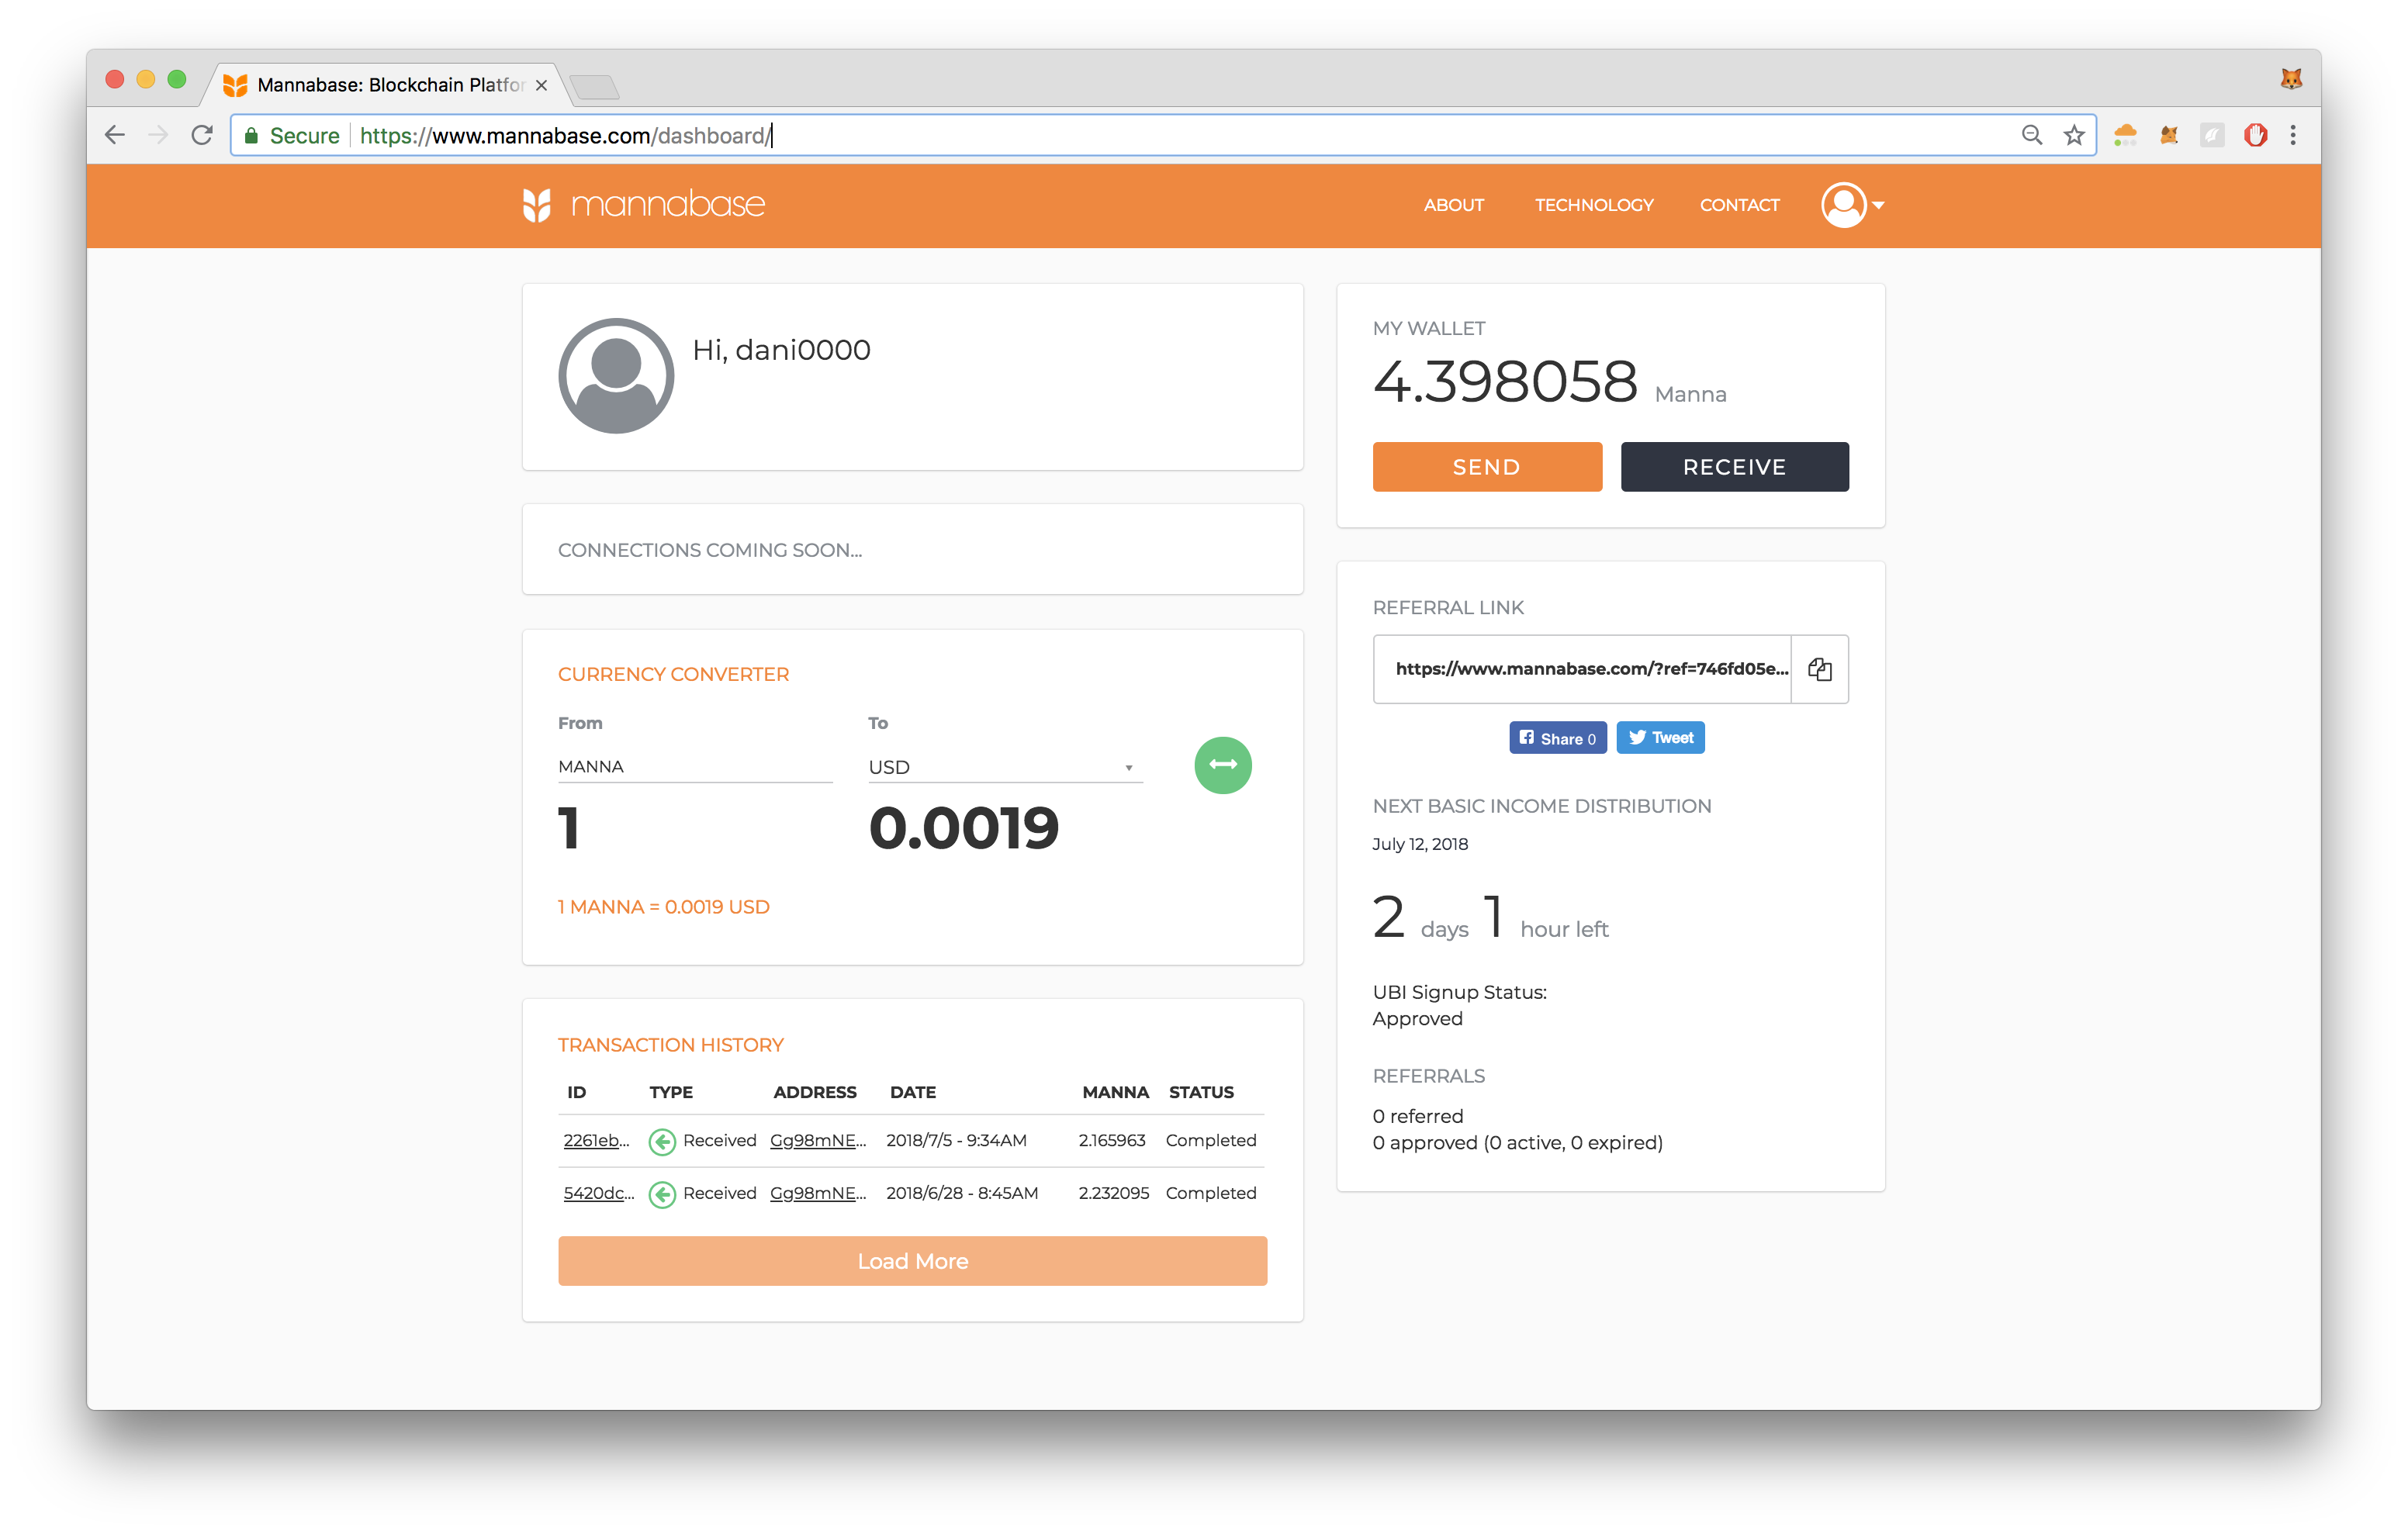 Mannabase: Blockchain Platfor
Secure https://www.mannabase.com/dashboard/
mannabase ABOUT TECHNOLOGY CONTACT
Hi, dani0000
CONNECTIONS COMING SOON...
CURRENCY CONVERTER
From To
MANNA USD
1 0.0019
1 MANNA = 0.0019 USD
TRANSACTION HISTORY
ID TYPE ADDRESS DATE MANNA STATUS
2261eb... Received Gg98mNE... 2018/7/5 - 9:34AM 2.165963 Completed
5420dc... Received Gg98mNE... 2018/6/28 - 8:45AM 2.232095 Completed
Load More
MY WALLET
4.398058 Manna
SEND RECEIVE
REFERRAL LINK
https://www.mannabase.com/?ref=746fd05e...
Share 0 Tweet
NEXT BASIC INCOME DISTRIBUTION
July 12, 2018
2 days 1 hour left
UBI Signup Status:
Approved
REFERRALS
0 referred
0 approved (0 active, 0 expired)